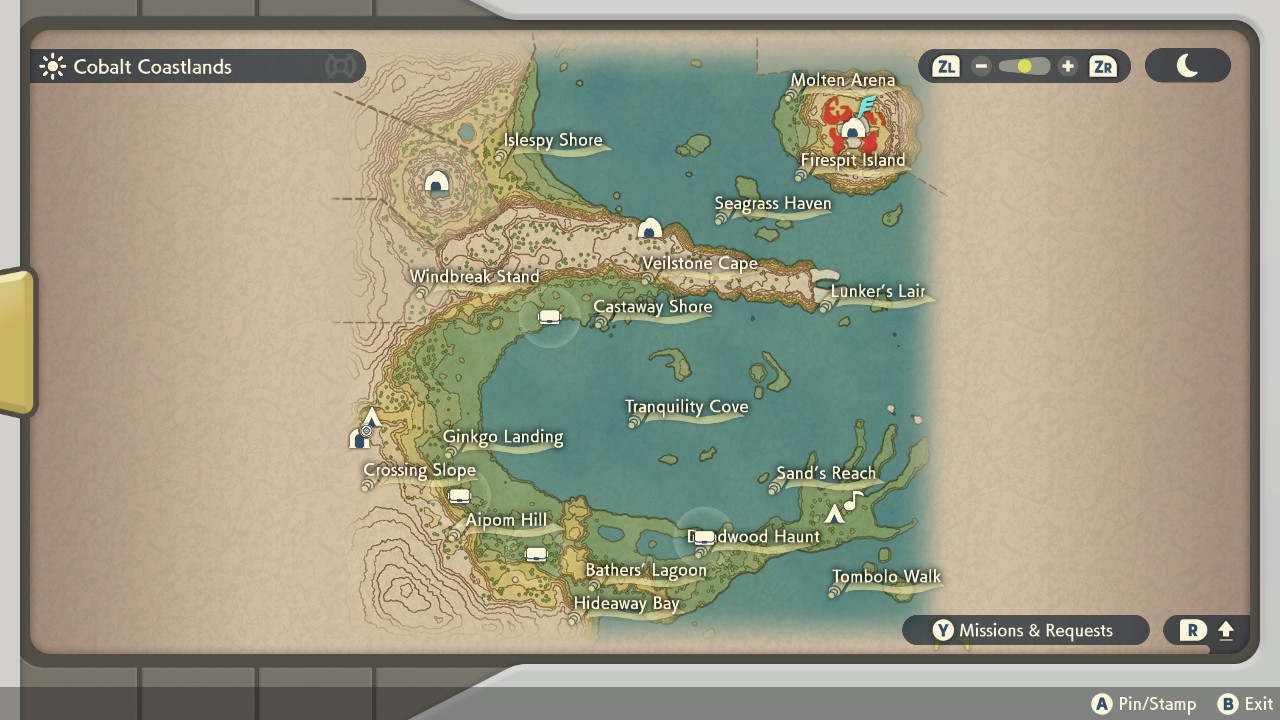 Cobalt Coastlands
ZL − + ZR
Molten Arena
Islespy Shore
Firespit Island
Seagrass Haven
Windbreak Stand
Veilstone Cape
Lunker's Lair
Castaway Shore
Tranquility Cove
Ginkgo Landing
Crossing Slope
Sand's Reach
Aipom Hill
Deadwood Haunt
Bathers' Lagoon
Tombolo Walk
Hideaway Bay
Y Missions & Requests
R
A Pin/Stamp B Exit